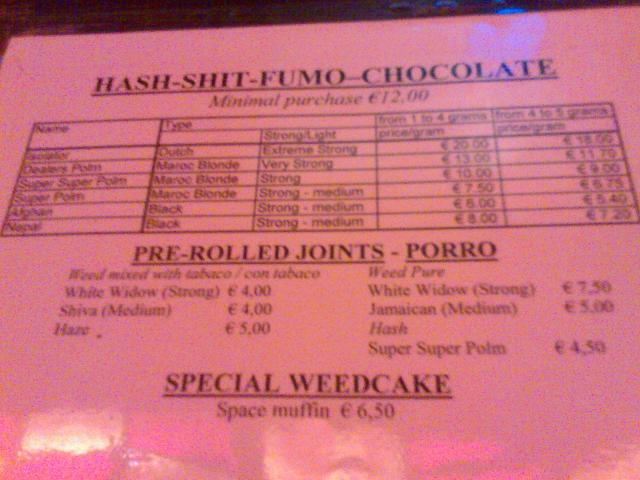 HASH-SHIT-FUMO–CHOCOLATE
Minimal purchase €12,00
Name Type Strong/Light from 1 to 4 grams price/gram from 4 to 5 grams price/gram
Isolator Dutch Extreme Strong € 20.00 € 18.00
Dealers Polm Maroc Blonde Very Strong € 13.00 € 11.70
Super Super Polm Maroc Blonde Strong € 10.00 € 9.00
Super Polm Maroc Blonde Strong - medium € 7.50 € 6.75
Afghan Black Strong - medium € 6.00 € 5.40
Nepal Black Strong - medium € 8.00 € 7.20
PRE-ROLLED JOINTS - PORRO
Weed mixed with tabaco / con tabaco Weed Pure
White Widow (Strong) € 4,00 White Widow (Strong) € 7,50
Shiva (Medium) € 4,00 Jamaican (Medium) € 5,00
Haze € 5,00 Hash
Super Super Polm € 4,50
SPECIAL WEEDCAKE
Space muffin € 6,50